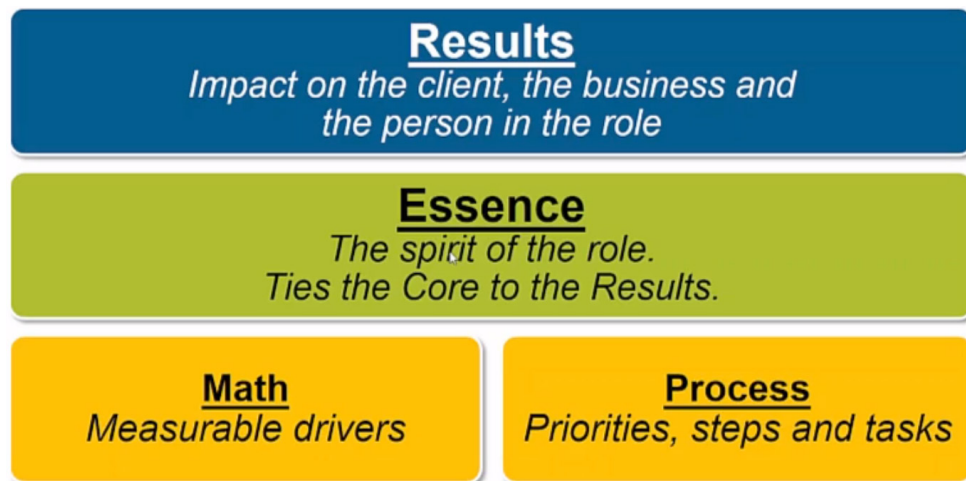 Results
Impact on the client, the business and
the person in the role
Essence
The spirit of the role.
Ties the Core to the Results.
Math
Measurable drivers
Process
Priorities, steps and tasks